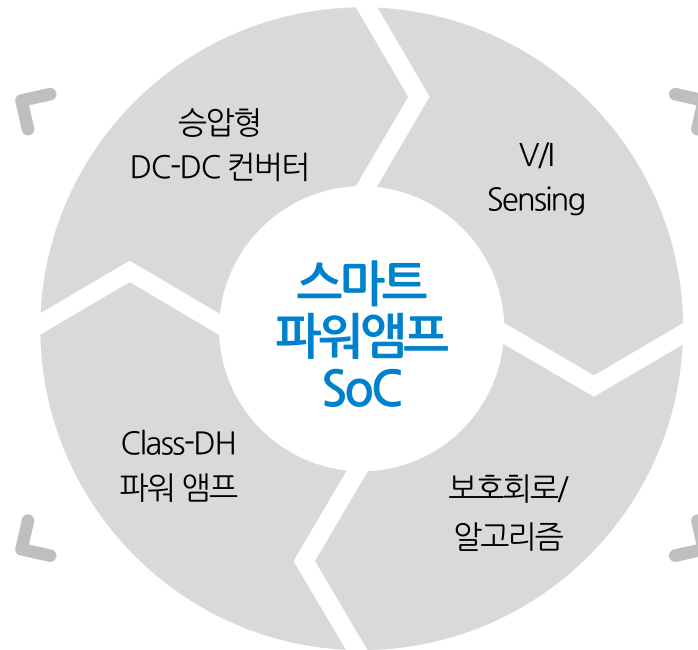 승압형
DC-DC 컨버터
V/I
Sensing
스마트
파워앰프
SoC
Class-DH
파워 앰프
보호회로/
알고리즘